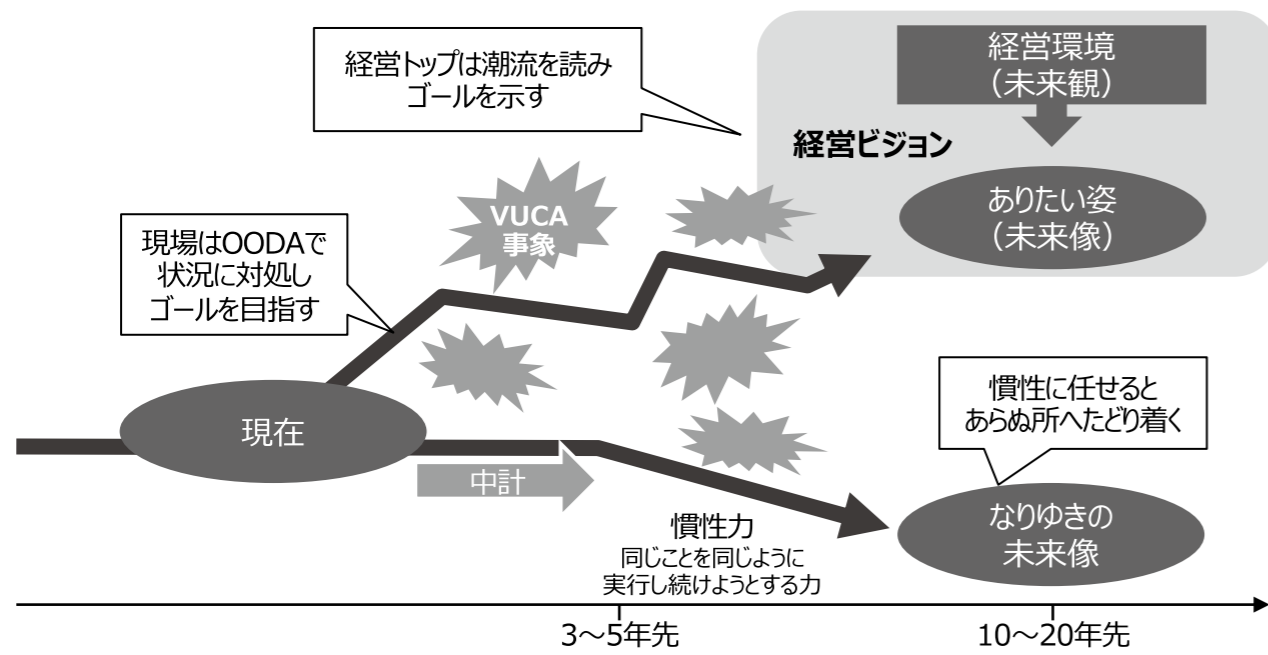 経営トップは潮流を読み
ゴールを示す
経営環境
（未来観）
経営ビジョン
ありたい姿
（未来像）
VUCA
事象
現場はOODAで
状況に対処し
ゴールを目指す
現在
中計
慣性に任せると
あらぬ所へたどり着く
なりゆきの
未来像
慣性力
同じことを同じように
実行し続けようとする力
3～5年先
10～20年先